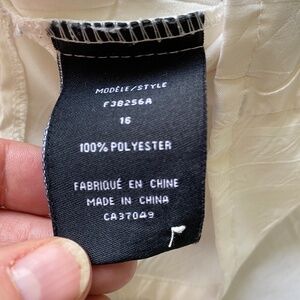 MODÈLE/STYLE
F38256A
16
100% POLYESTER
FABRIQUÉ EN CHINE
MADE IN CHINA
CA37049